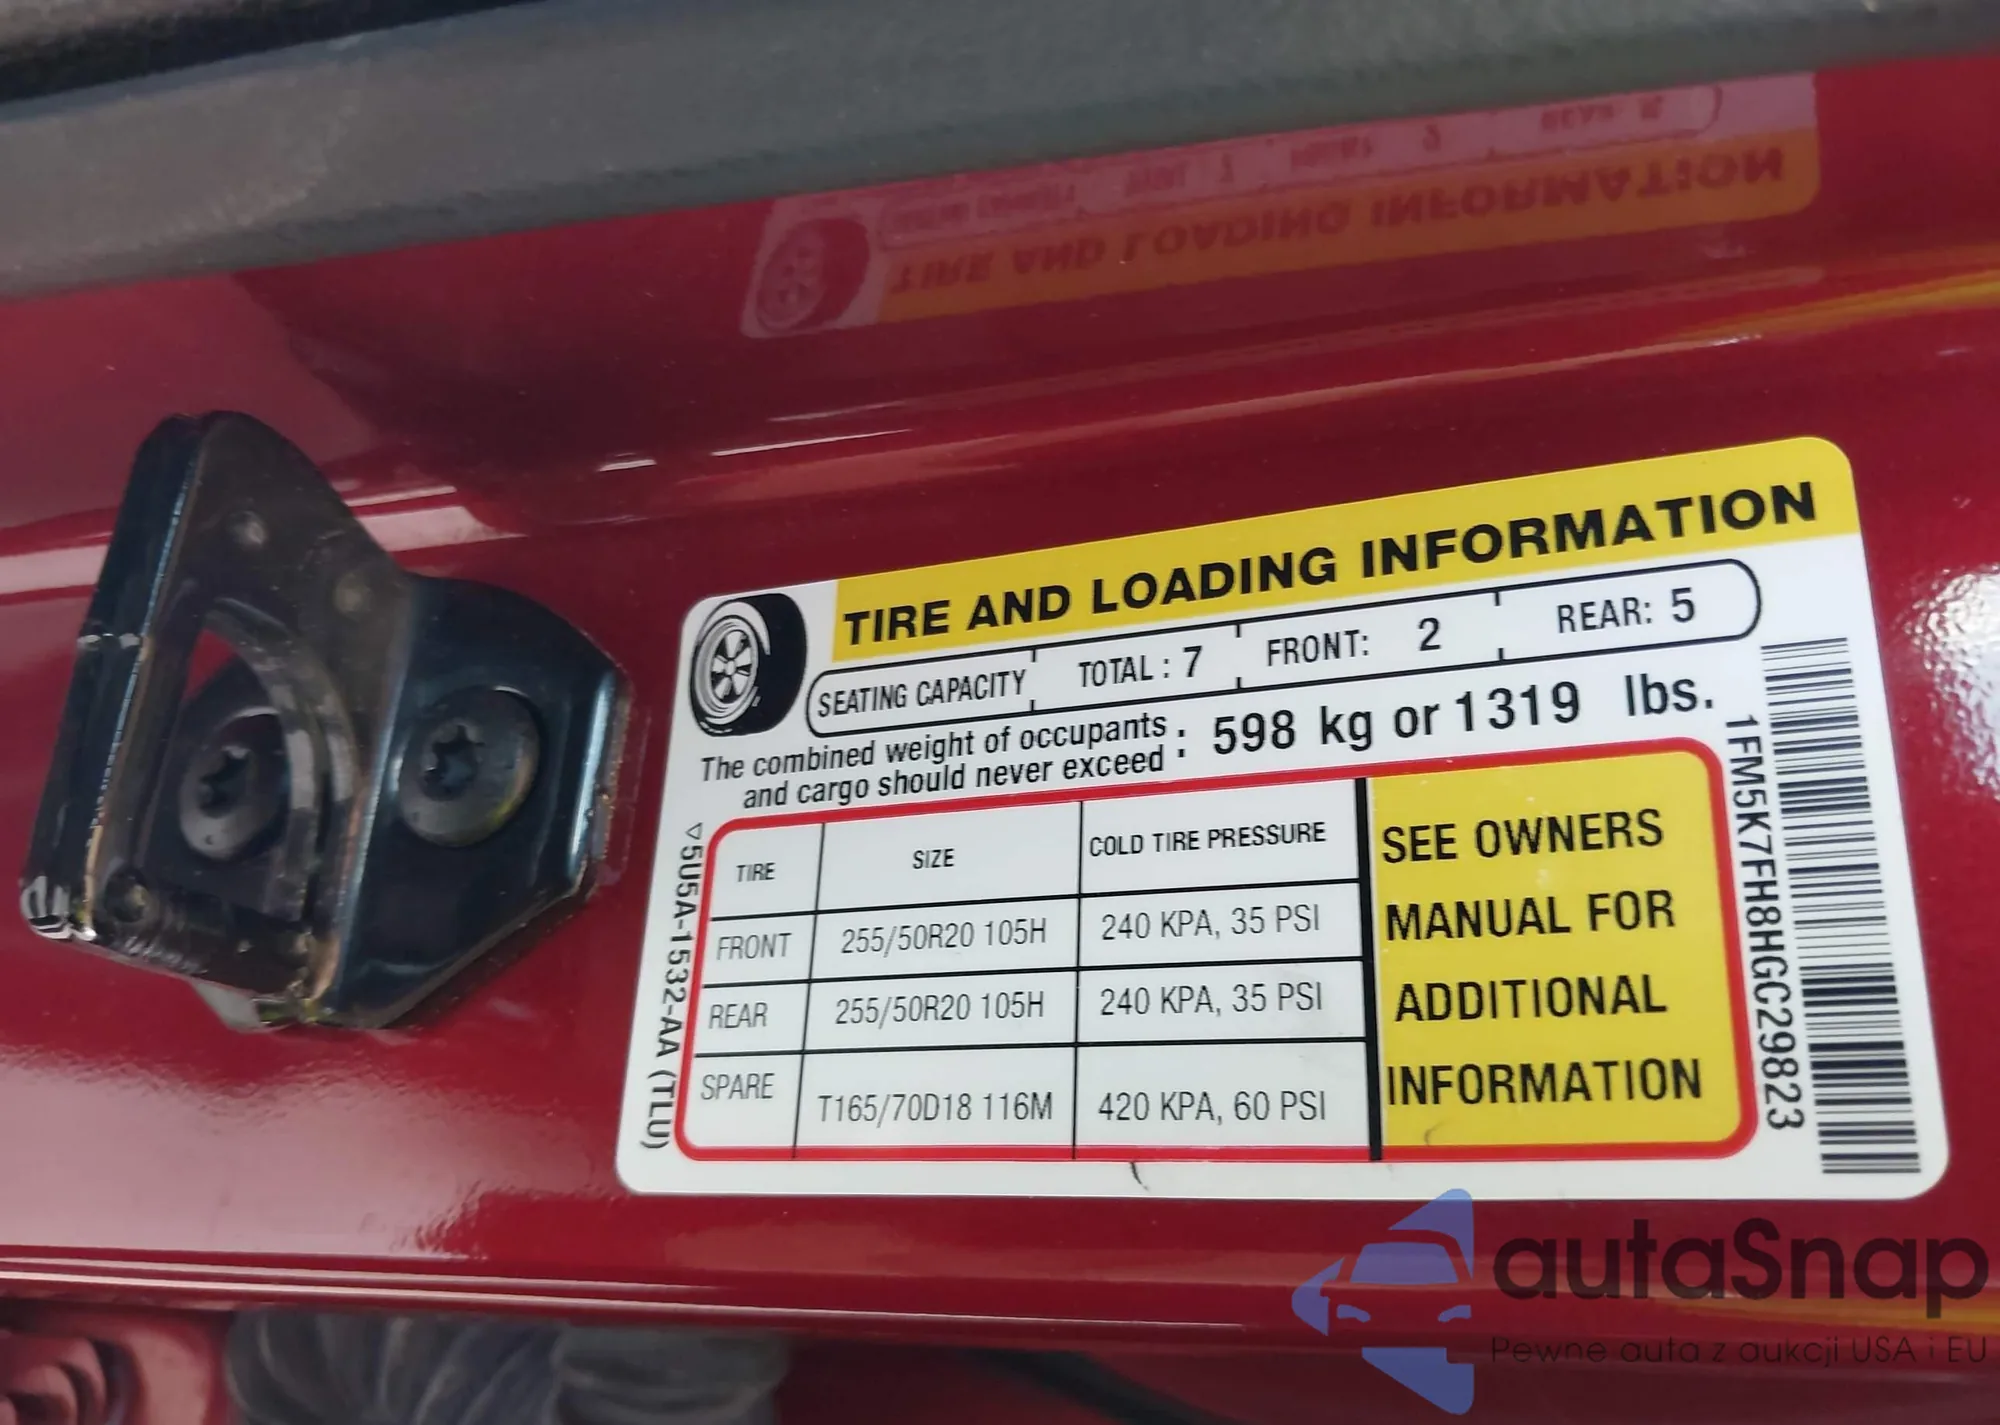 TIRE AND LOADING INFORMATION
SEATING CAPACITY TOTAL : 7 FRONT: 2 REAR: 5
The combined weight of occupants
and cargo should never exceed : 598 kg or 1319 lbs.
TIRE SIZE COLD TIRE PRESSURE
FRONT 255/50R20 105H 240 KPA, 35 PSI
REAR 255/50R20 105H 240 KPA, 35 PSI
SPARE T165/70D18 116M 420 KPA, 60 PSI
SEE OWNERS
MANUAL FOR
ADDITIONAL
INFORMATION
5U5A-1532-AA (TLU)
1FM5K7FH8HGC29823
autaSnap
Pewne auta z aukcji USA i EU